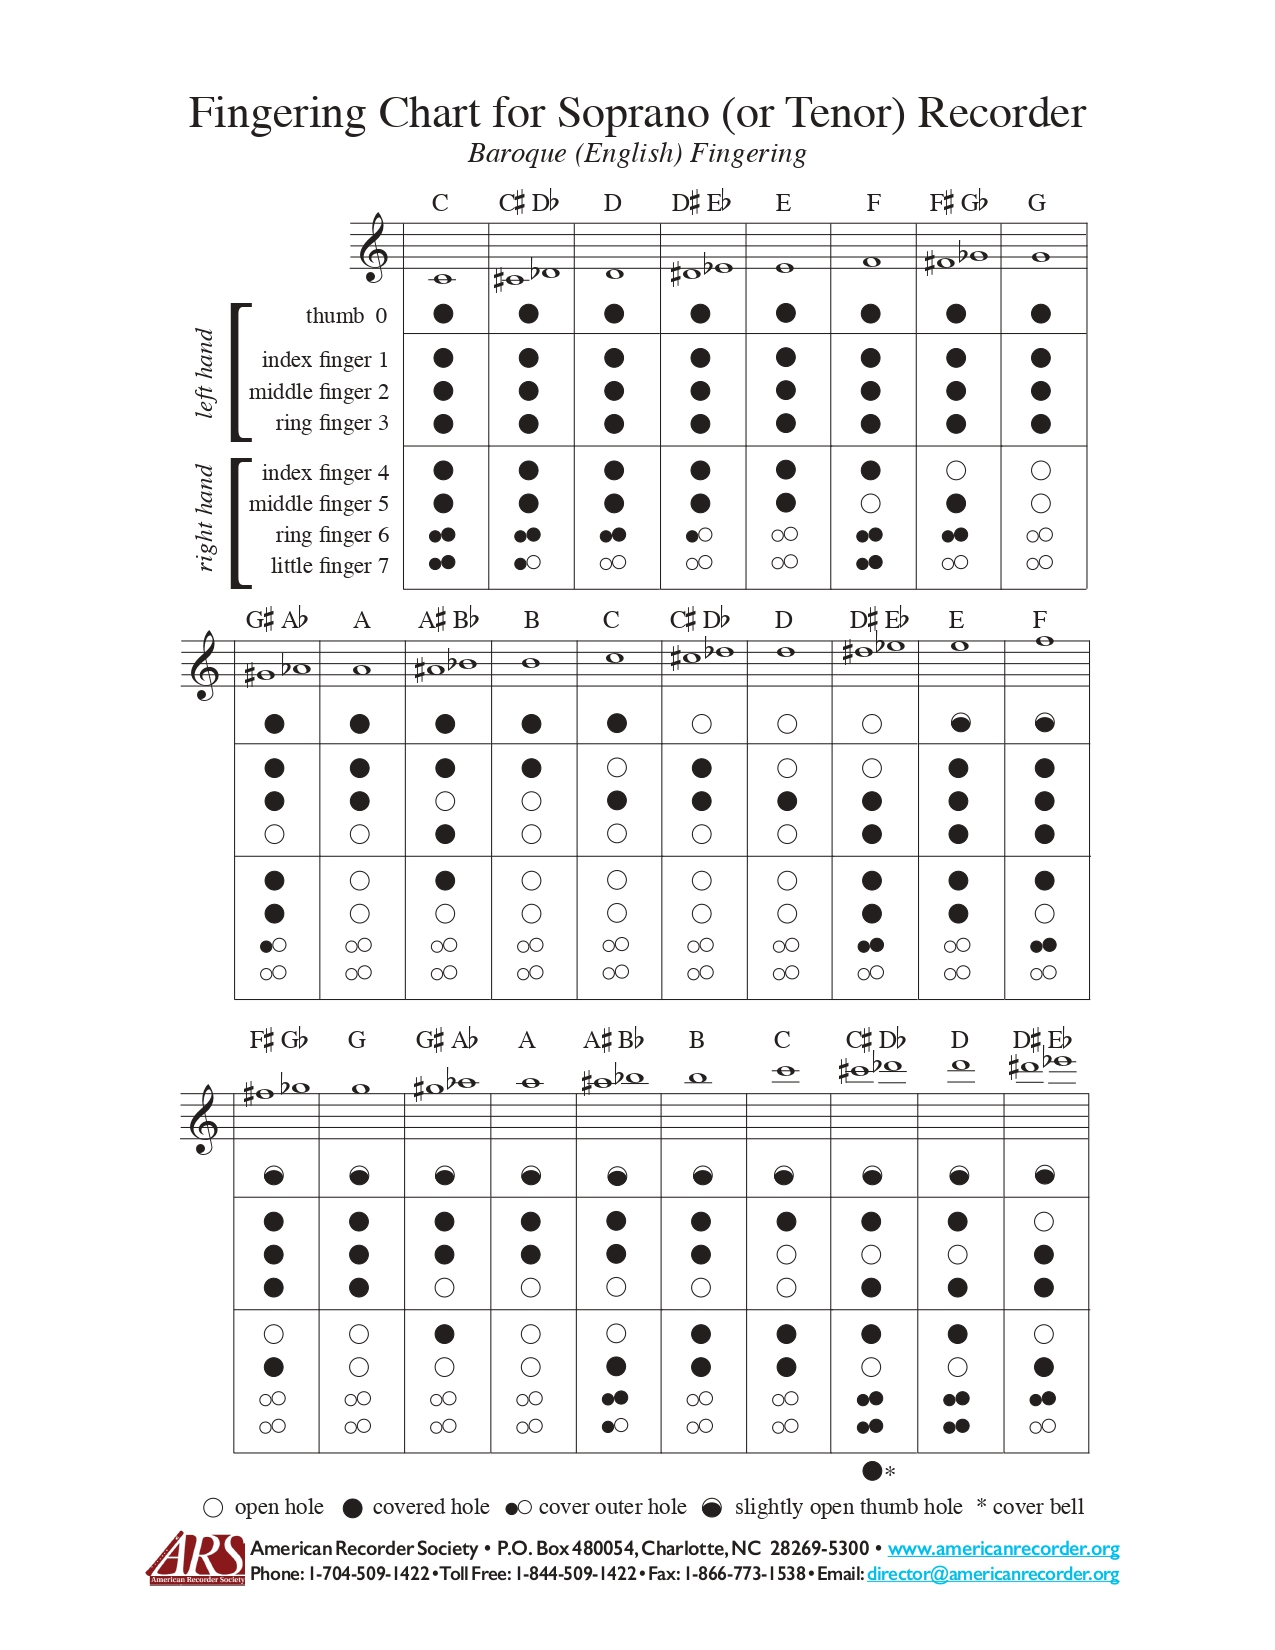 Fingering Chart for Soprano (or Tenor) Recorder
Baroque (English) Fingering
C C♯ D♭ D D♯ E♭ E F F♯ G♭ G
left hand
thumb 0
index finger 1
middle finger 2
ring finger 3
right hand
index finger 4
middle finger 5
ring finger 6
little finger 7
G♯ A♭ A A♯ B♭ B C C♯ D♭ D D♯ E♭ E F
F♯ G♭ G G♯ A♭ A A♯ B♭ B C C♯ D♭ D D♯ E♭
*
open hole covered hole cover outer hole slightly open thumb hole * cover bell
ARS
American Recorder Society
American Recorder Society • P.O. Box 480054, Charlotte, NC 28269-5300 • www.americanrecorder.org
Phone: 1-704-509-1422 • Toll Free: 1-844-509-1422 • Fax: 1-866-773-1538 • Email: director@americanrecorder.org